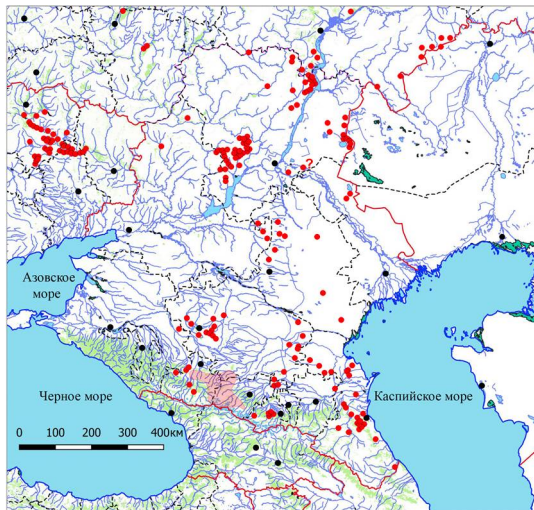 ?
Азовское
море
Черное море
Каспийское море
0 100 200 300 400км